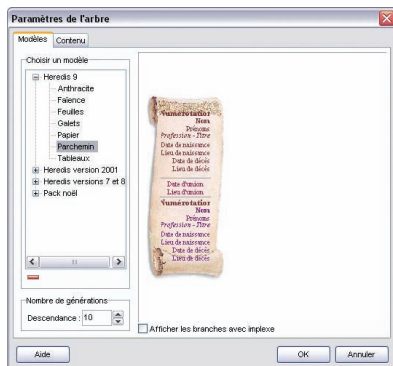 Paramètres de l'arbre
Modèles Contenu
Choisir un modèle
Heredis 9
Anthracite
Faïence
Feuilles
Galets
Papier
Parchemin
Tableaux
Heredis version 2001
Heredis versions 7 et 8
Pack noël
Nombre de générations
Descendance : 10
Numérotation
Nom
Prénoms
Profession - Titre
Date de naissance
Lieu de naissance
Date de décès
Lieu de décès
Date d'union
Lieu d'union
Numérotation
Nom
Prénoms
Profession - Titre
Date de naissance
Lieu de naissance
Date de décès
Lieu de décès
Afficher les branches avec implexe
Aide OK Annuler